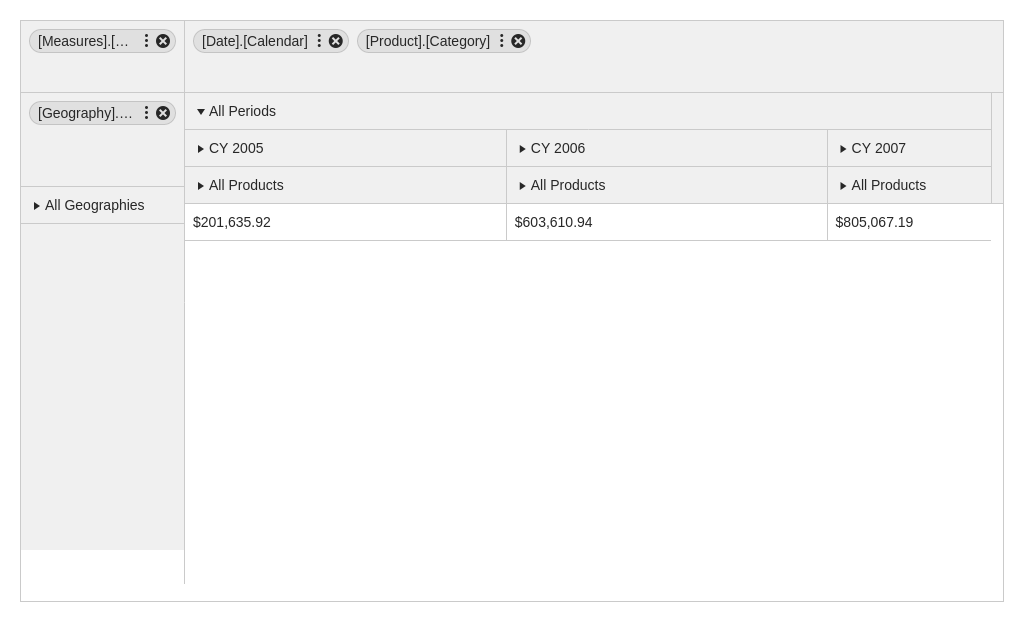 [Measures].[… [Date].[Calendar] [Product].[Category]
[Geography].… All Periods
CY 2005 CY 2006 CY 2007
All Products All Products All Products
All Geographies
$201,635.92 $603,610.94 $805,067.19